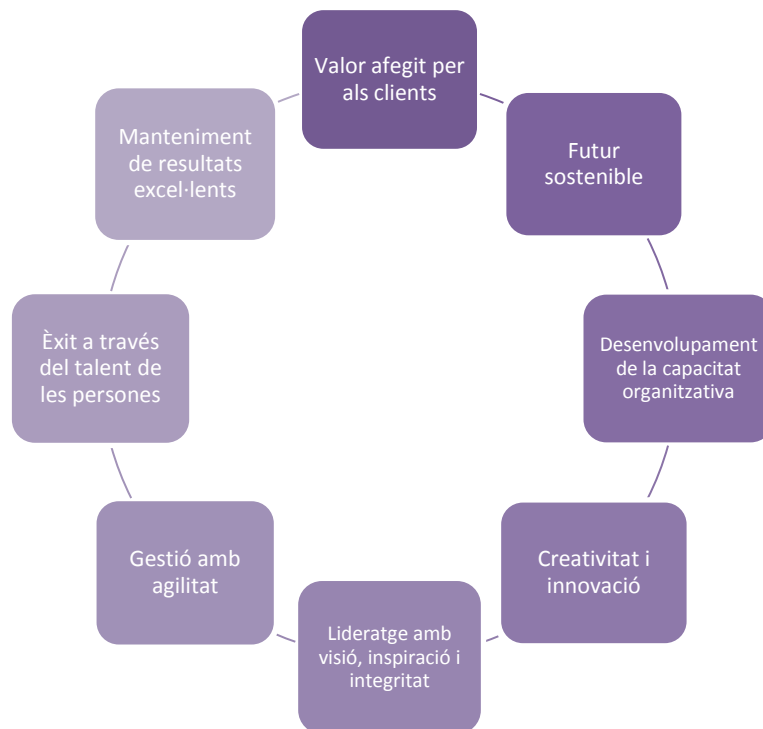 Valor afegit per
als clients
Futur
sostenible
Desenvolupament
de la capacitat
organitzativa
Creativitat i
innovació
Lideratge amb
visió, inspiració i
integritat
Gestió amb
agilitat
Èxit a través
del talent de
les persones
Manteniment
de resultats
excel·lents